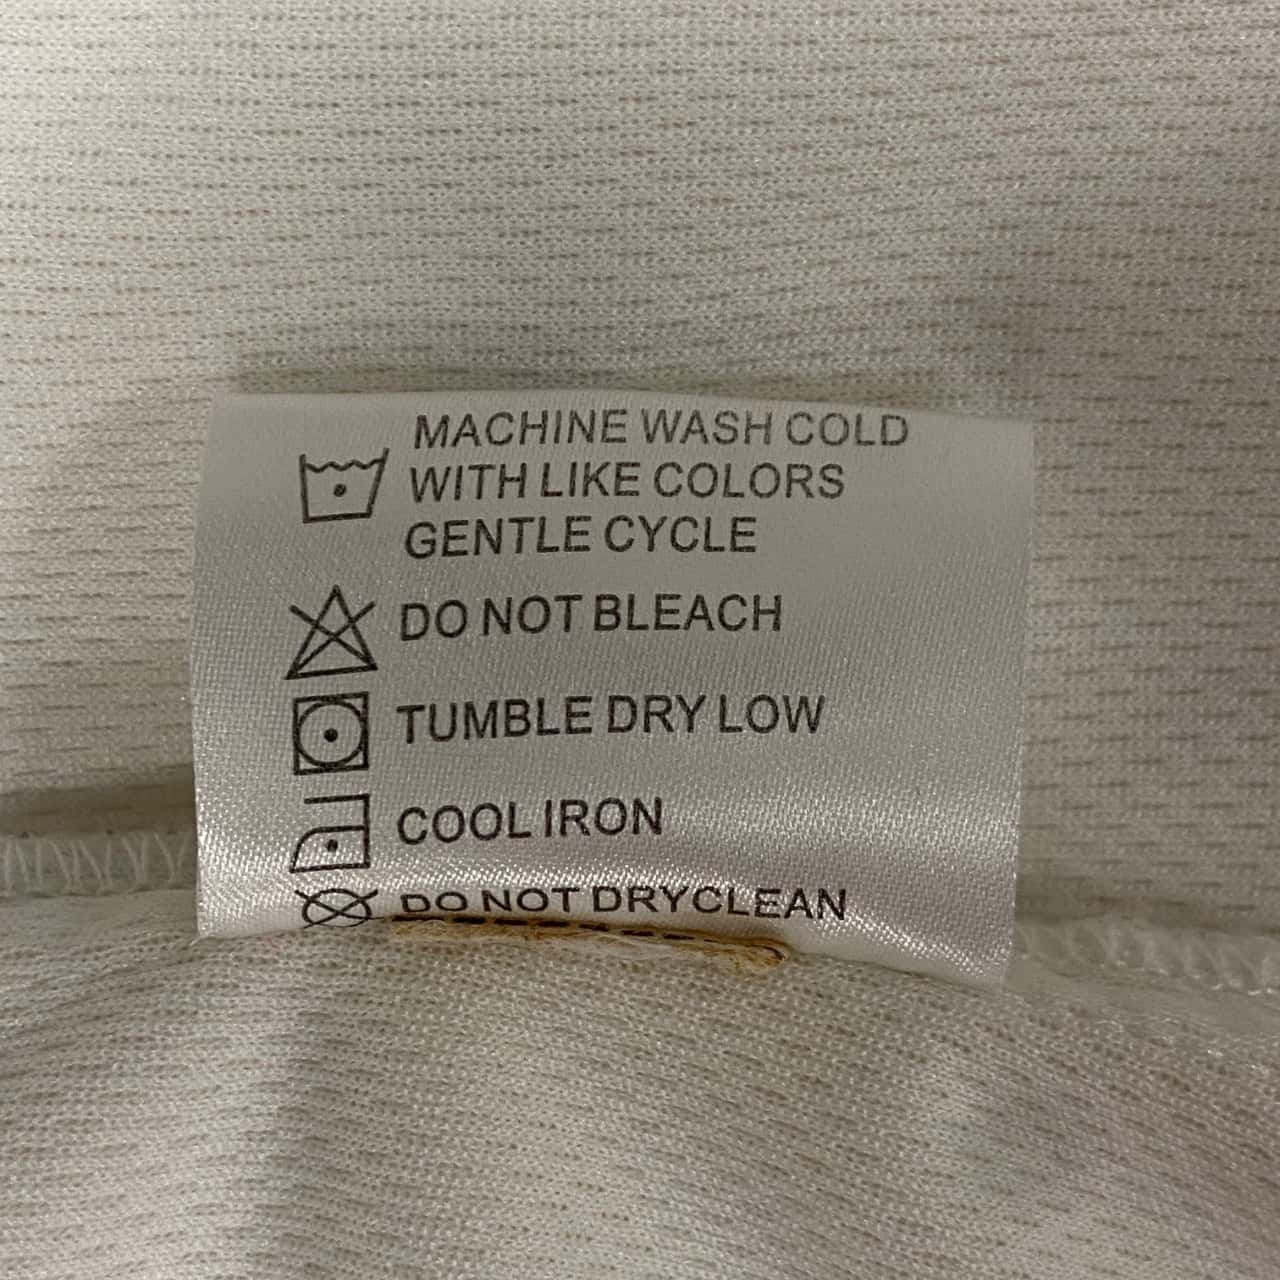 MACHINE WASH COLD
WITH LIKE COLORS
GENTLE CYCLE
DO NOT BLEACH
TUMBLE DRY LOW
COOL IRON
DO NOT DRYCLEAN